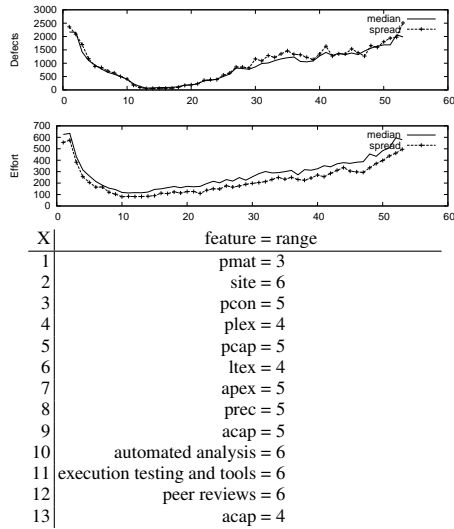 3000
2500
2000
1500
1000
500
0
Defects
median
spread
0 10 20 30 40 50 60
700
600
500
400
300
200
100
0
Effort
median
spread
0 10 20 30 40 50 60
X feature = range
1 pmat = 3
2 site = 6
3 pcon = 5
4 plex = 4
5 pcap = 5
6 ltex = 4
7 apex = 5
8 prec = 5
9 acap = 5
10 automated analysis = 6
11 execution testing and tools = 6
12 peer reviews = 6
13 acap = 4